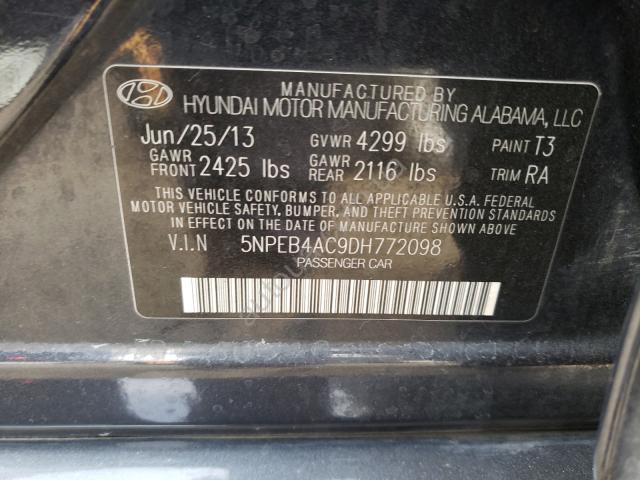 MANUFACTURED BY
HYUNDAI MOTOR MANUFACTURING ALABAMA, LLC
Jun/25/13 GVWR 4299 lbs PAINT T3
GAWR FRONT 2425 lbs GAWR REAR 2116 lbs TRIM RA
THIS VEHICLE CONFORMS TO ALL APPLICABLE U.S.A. FEDERAL
MOTOR VEHICLE SAFETY, BUMPER, AND THEFT PREVENTION
STANDARDS IN EFFECT ON THE DATE OF MANUFACTURE SHOWN
ABOVE.
V.I.N 5NPEB4AC9DH772098
PASSENGER CAR